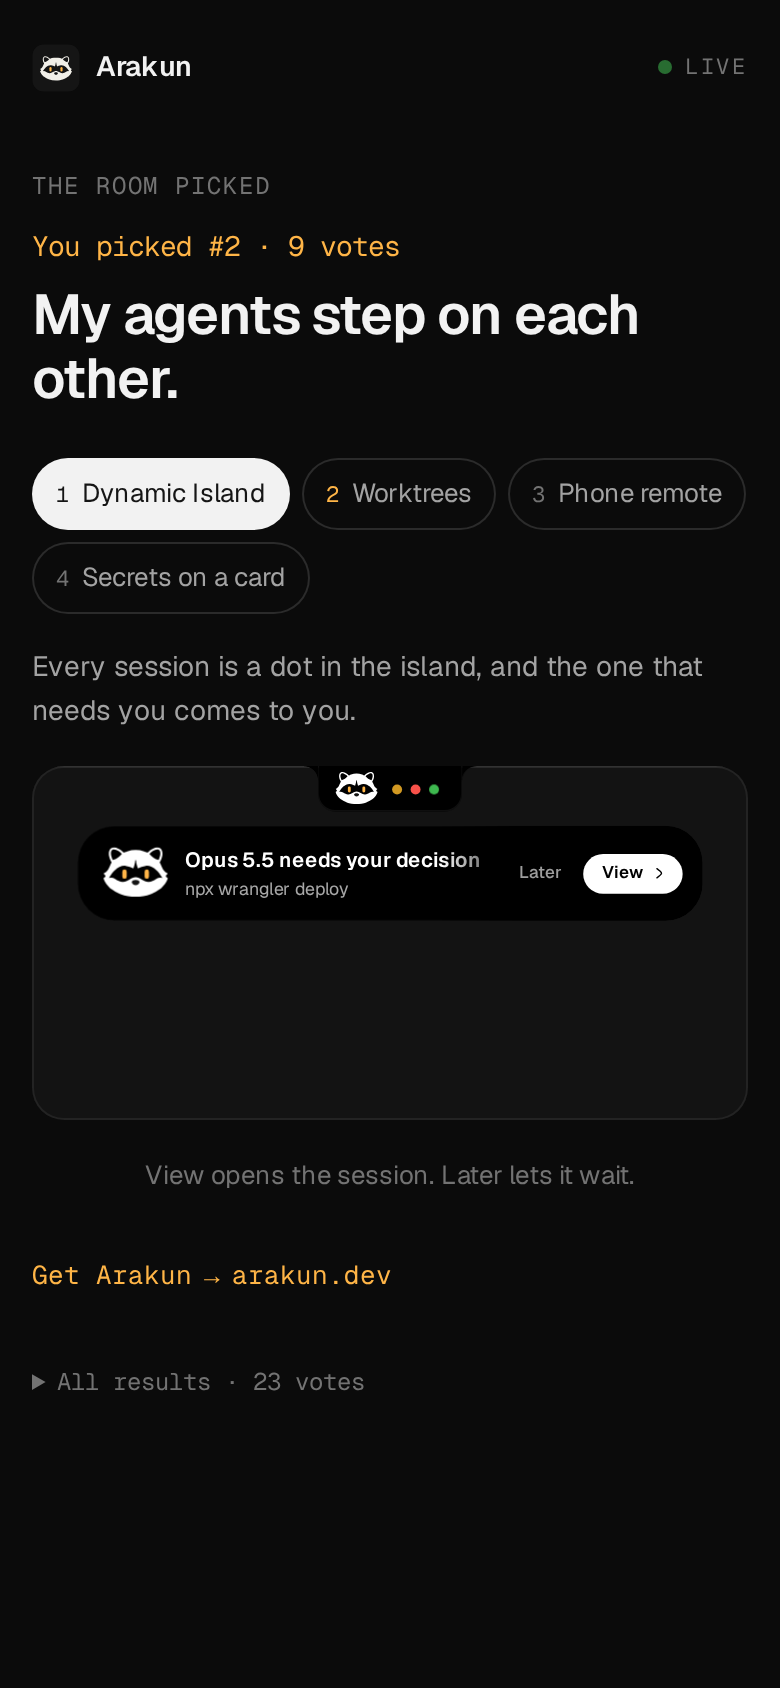 Arakun
LIVE
THE ROOM PICKED
You picked #2 · 9 votes
My agents step on each
other.
1 Dynamic Island
2 Worktrees
3 Phone remote
4 Secrets on a card
Every session is a dot in the island, and the one that
needs you comes to you.
Opus 5.5 needs your decision
npx wrangler deploy
Later
View >
View opens the session. Later lets it wait.
Get Arakun → arakun.dev
▶ All results · 23 votes